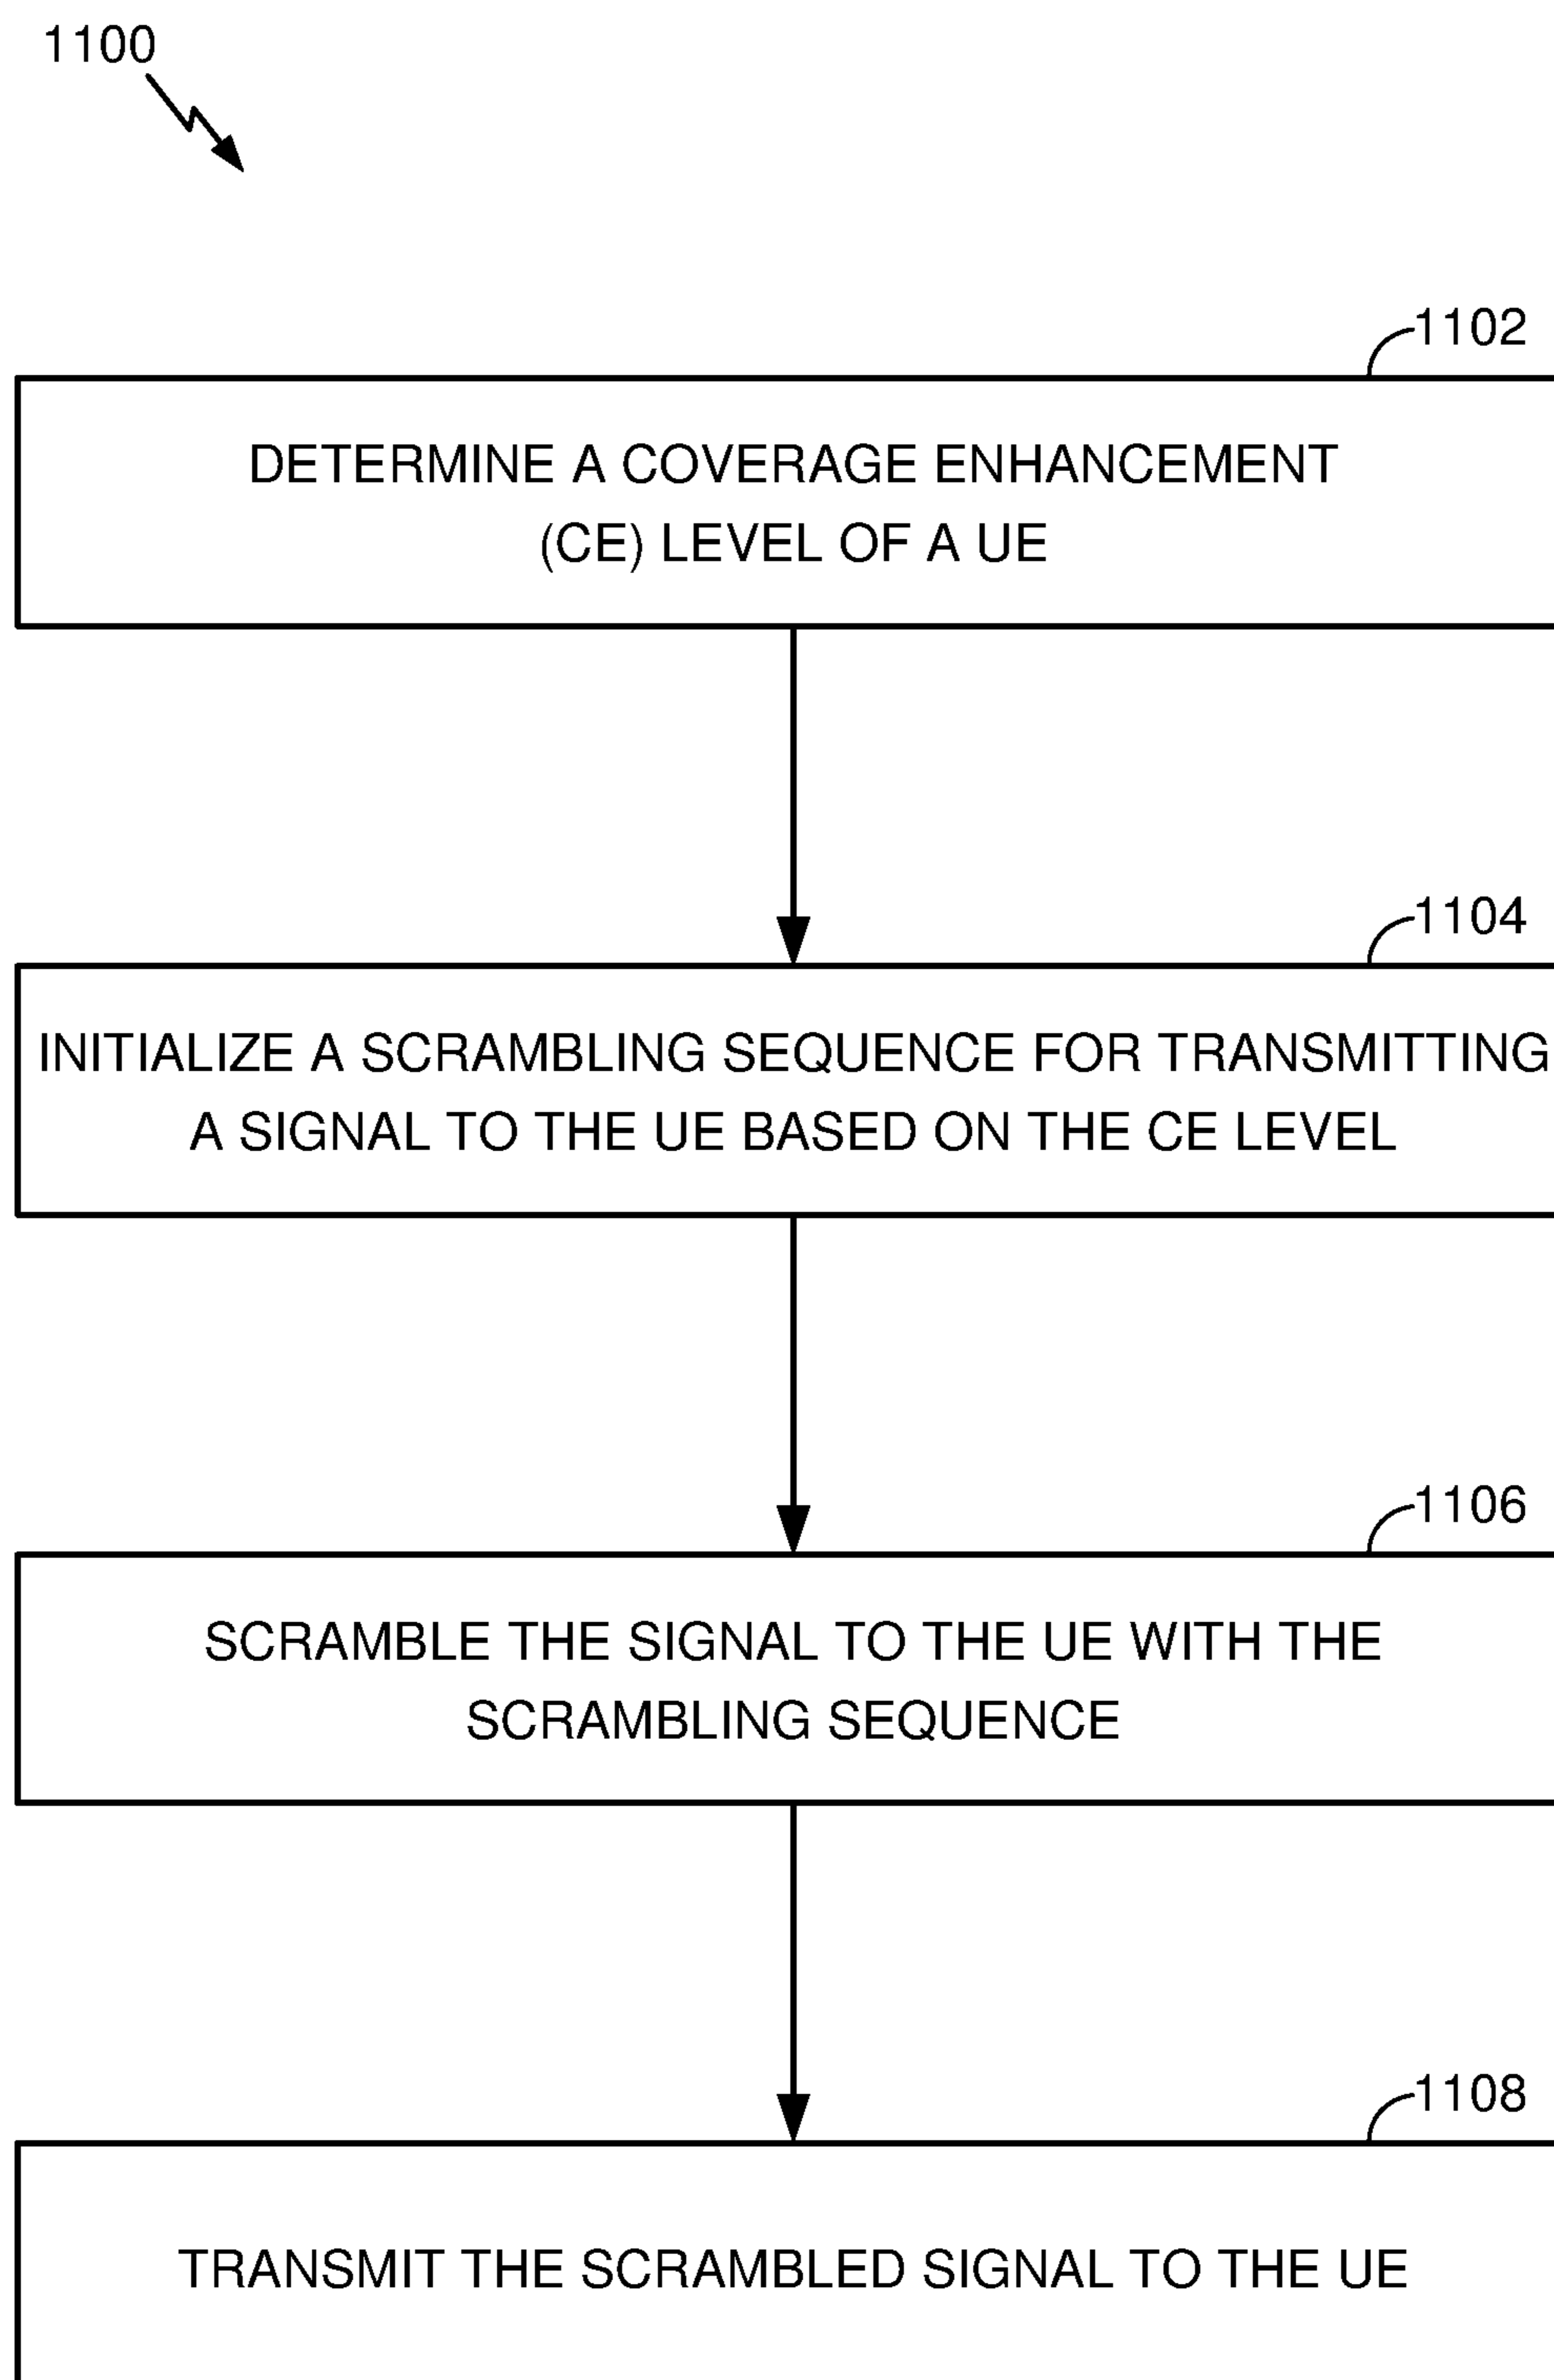 1100
1102
DETERMINE A COVERAGE ENHANCEMENT
(CE) LEVEL OF A UE
1104
INITIALIZE A SCRAMBLING SEQUENCE FOR TRANSMITTING
A SIGNAL TO THE UE BASED ON THE CE LEVEL
1106
SCRAMBLE THE SIGNAL TO THE UE WITH THE
SCRAMBLING SEQUENCE
1108
TRANSMIT THE SCRAMBLED SIGNAL TO THE UE